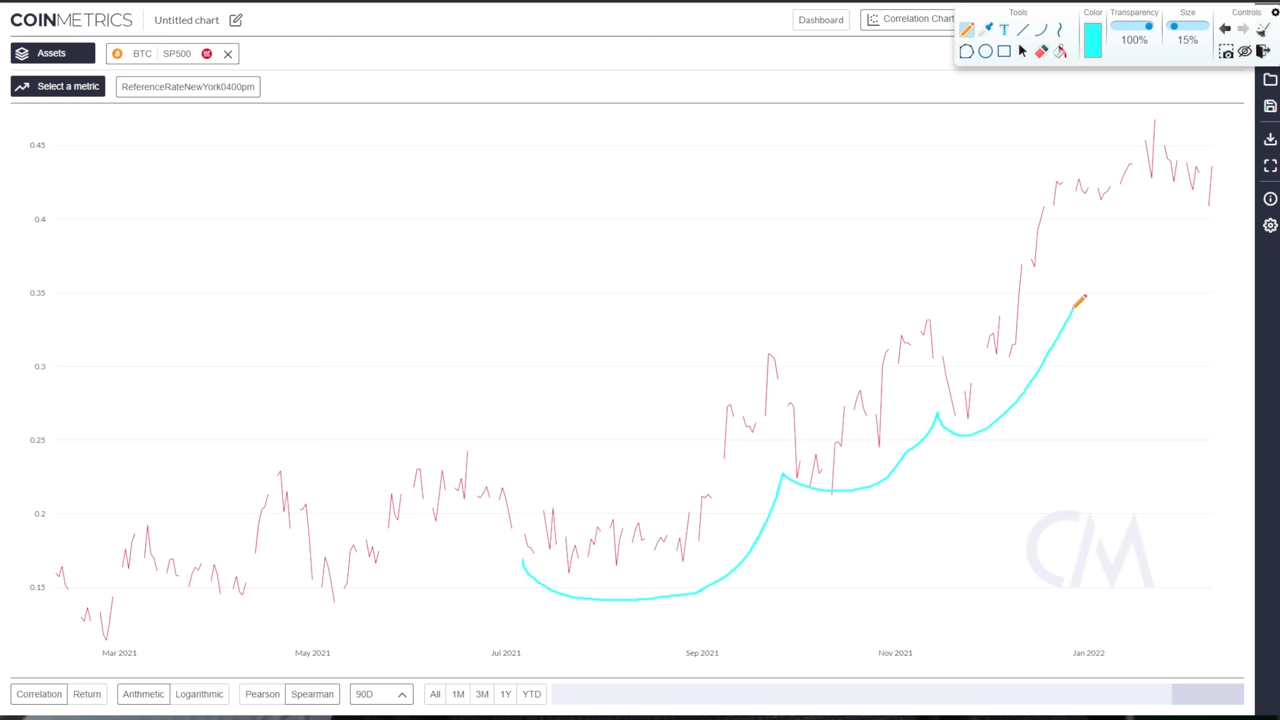 COINMETRICS Untitled chart Dashboard Correlation Chart
Tools Color Transparency Size Controls
T
100% 15%
Assets BTC SP500
Select a metric ReferenceRateNewYork0400pm
0.45
0.4
0.35
0.3
0.25
0.2
0.15
CM
Mar 2021 May 2021 Jul 2021 Sep 2021 Nov 2021 Jan 2022
Correlation Return Arithmetic Logarithmic Pearson Spearman 90D All 1M 3M 1Y YTD